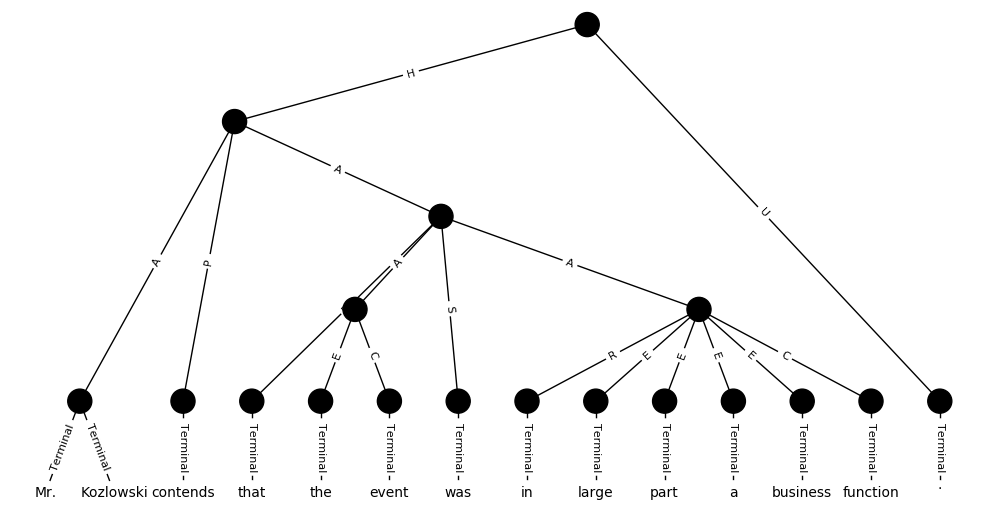 H
A
U
A
P
A
A
S
E
C
R
E
E
E
E
C
Terminal Terminal Terminal Terminal Terminal Terminal Terminal Terminal Terminal Terminal Terminal Terminal Terminal Terminal
Mr. Kozlowski contends that the event was in large part a business function .